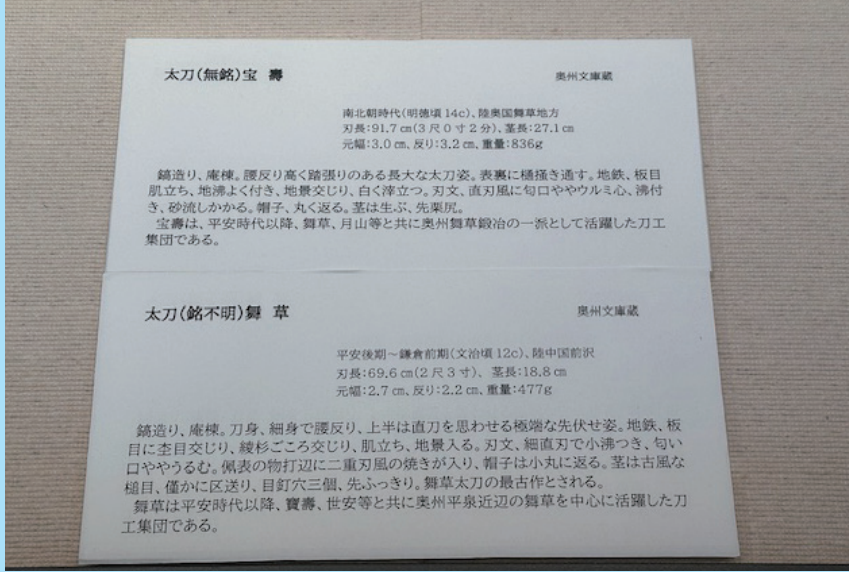 太刀(無銘)宝 壽
奥州文庫蔵
南北朝時代(明徳頃14c)、陸奥国舞草地方
刃長:91.7㎝(3尺0寸2分)、茎長:27.1㎝
元幅:3.0㎝、反り:3.2㎝、重量:836g
鎬造り、庵棟。腰反り高く踏張りのある長大な太刀姿。表裏に樋掻き通す。地鉄、板目
肌立ち、地沸よく付き、地景交じり、白く滓立つ。刃文、直刃風に匂口ややウルミ心、沸付
き、砂流しかかる。帽子、丸く返る。茎は生ぶ、先栗尻。
宝壽は、平安時代以降、舞草、月山等と共に奥州舞草鍛冶の一派として活躍した刀工
集団である。
太刀(銘不明)舞 草
奥州文庫蔵
平安後期～鎌倉前期(文治頃12c)、陸中国前沢
刃長:69.6㎝(2尺3寸)、茎長:18.8㎝
元幅:2.7㎝、反り:2.2㎝、重量:477g
鎬造り、庵棟。刀身、細身で腰反り、上半は直刀を思わせる極端な先伏せ姿。地鉄、板
目に杢目交じり、綾杉ごころ交じり、肌立ち、地景入る。刃文、細直刃で小沸つき、匂い
口ややうるむ。佩表の物打辺に二重刃風の焼きが入り、帽子は小丸に返る。茎は古風な
槌目、僅かに区送り、目釘穴三個、先ふっきり。舞草太刀の最古作とされる。
舞草は平安時代以降、寶壽、世安等と共に奥州平泉近辺の舞草を中心に活躍した刀
工集団である。